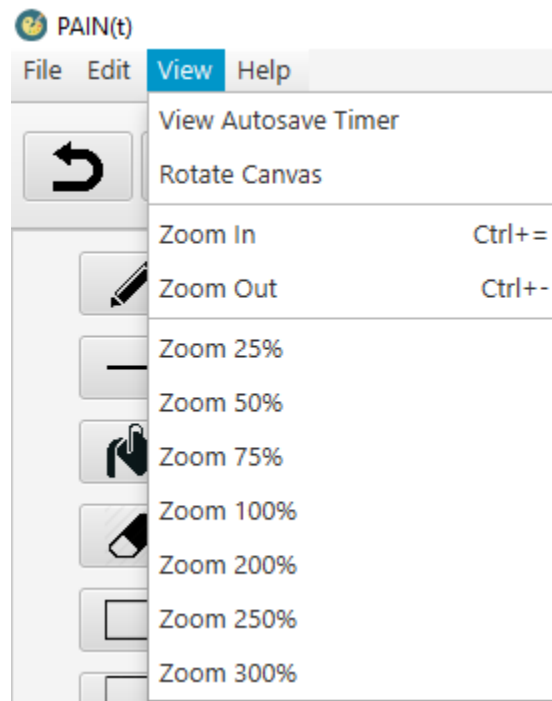 PAIN(t)
File Edit View Help
View Autosave Timer
Rotate Canvas
Zoom In Ctrl+=
Zoom Out Ctrl+-
Zoom 25%
Zoom 50%
Zoom 75%
Zoom 100%
Zoom 200%
Zoom 250%
Zoom 300%